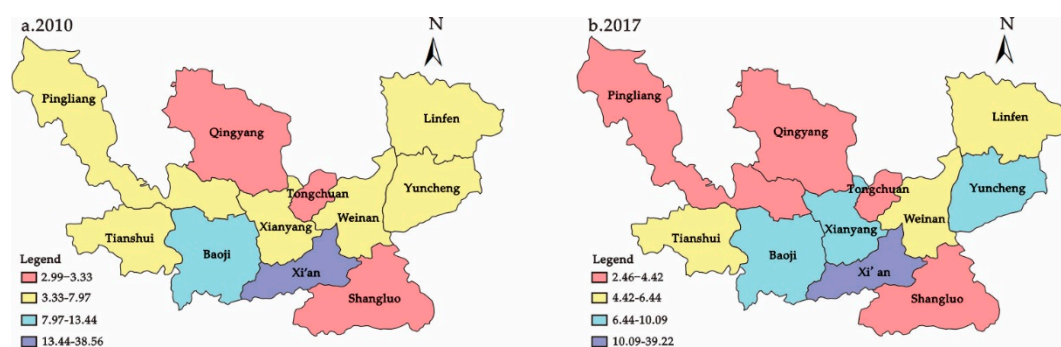 a.2010
N
Pingliang
Qingyang
Linfen
Tongchuan
Yuncheng
Weinan
Xianyang
Tianshui
Baoji
Xi'an
Shangluo
Legend
2.99−3.33
3.33-7.97
7.97-13.44
13.44-38.56
b.2017
N
Pingliang
Qingyang
Linfen
Tongchuan
Yuncheng
Weinan
Xianyang
Tianshui
Baoji
Xi' an
Shangluo
Legend
2.46−4.42
4.42-6.44
6.44-10.09
10.09-39.22